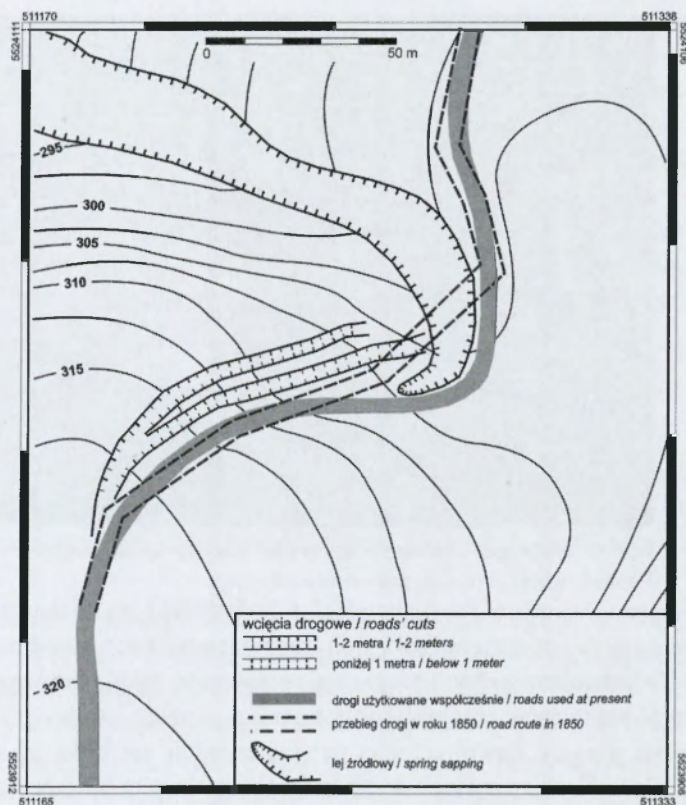 511170
511338
5524111
5524106
0
50 m
-295
300
305
310
315
320
wcięcia drogowe / roads' cuts
1-2 metra / 1-2 meters
poniżej 1 metra / below 1 meter
drogi użytkowane współcześnie / roads used at present
przebieg drogi w roku 1850 / road route in 1850
lej źródłowy / spring sapping
5523912
5523906
511165
511333